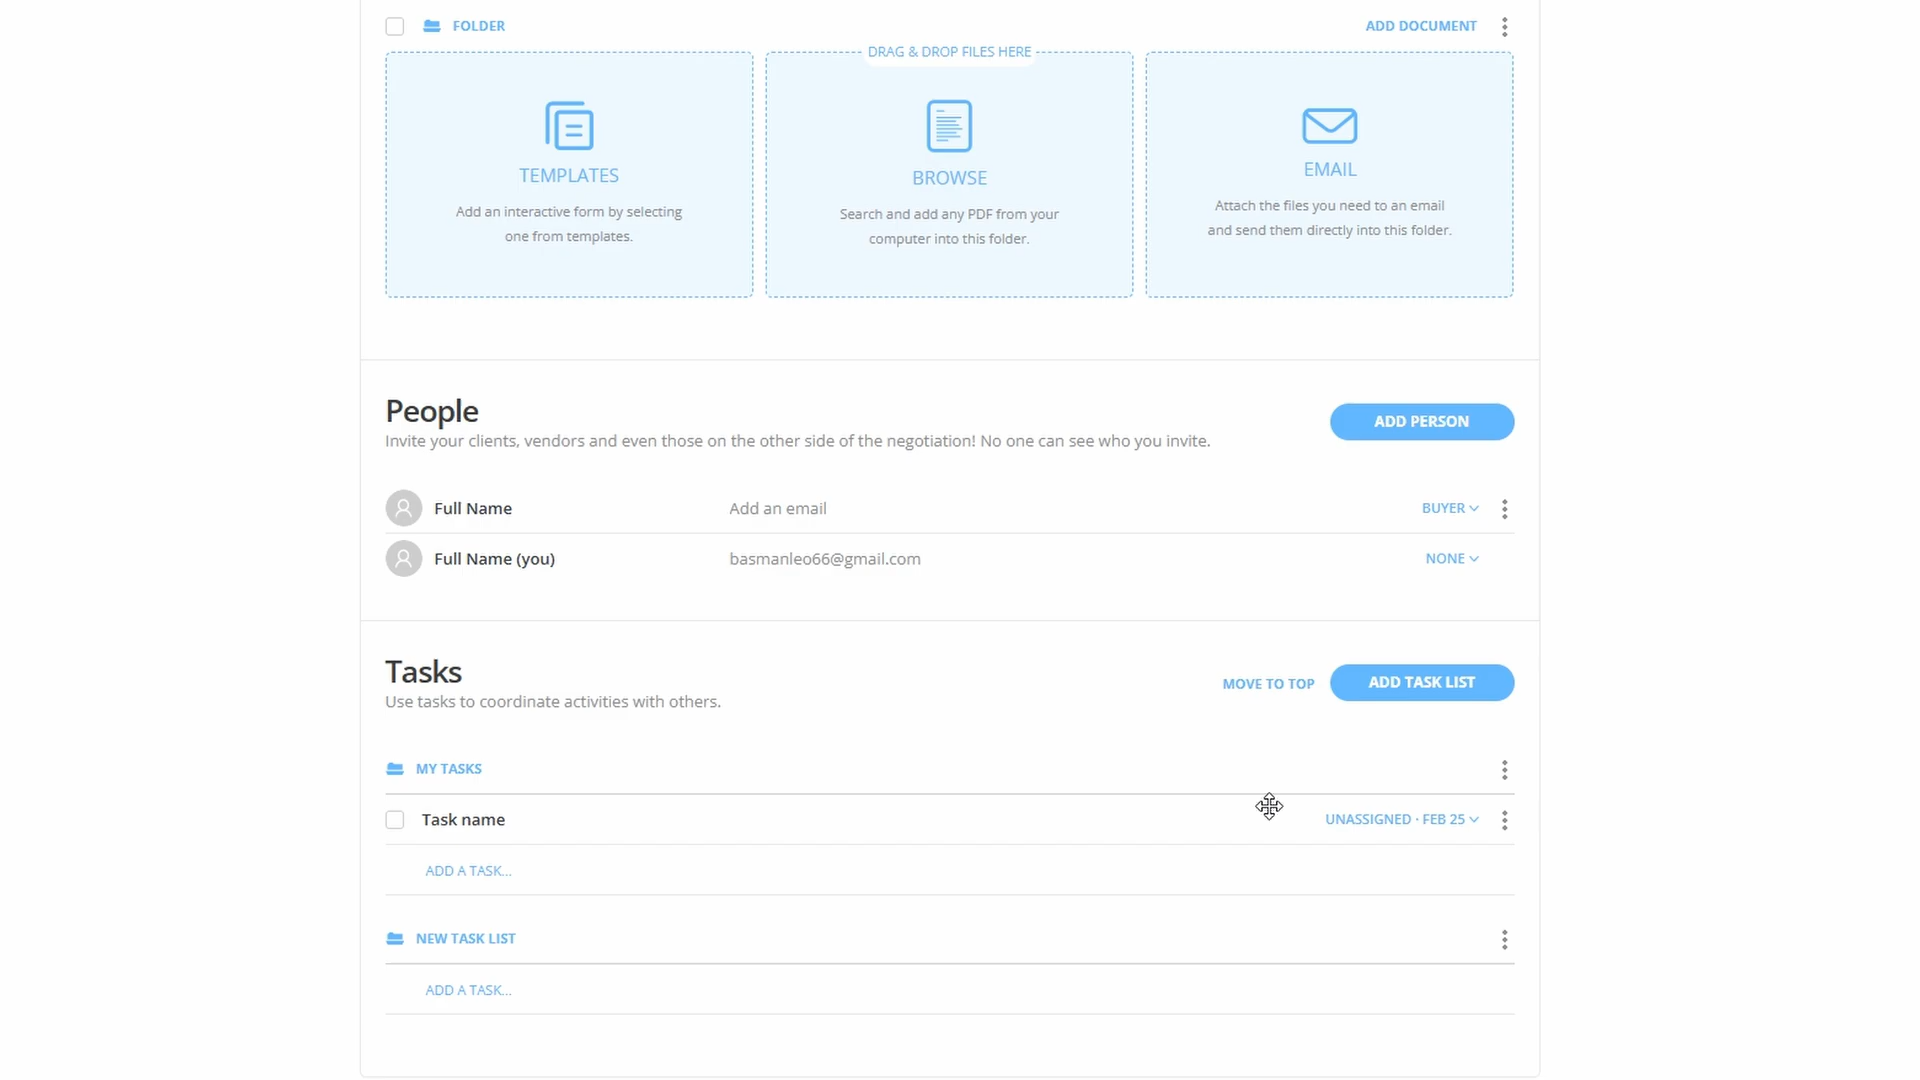 FOLDER
ADD DOCUMENT
DRAG & DROP FILES HERE
TEMPLATES
Add an interactive form by selecting
one from templates.
BROWSE
Search and add any PDF from your
computer into this folder.
EMAIL
Attach the files you need to an email
and send them directly into this folder.
People
Invite your clients, vendors and even those on the other side of the negotiation! No one can see who you invite.
ADD PERSON
Full Name
Add an email
BUYER
Full Name (you)
basmanleo66@gmail.com
NONE
Tasks
Use tasks to coordinate activities with others.
MOVE TO TOP
ADD TASK LIST
MY TASKS
Task name
UNASSIGNED · FEB 25
ADD A TASK...
NEW TASK LIST
ADD A TASK...